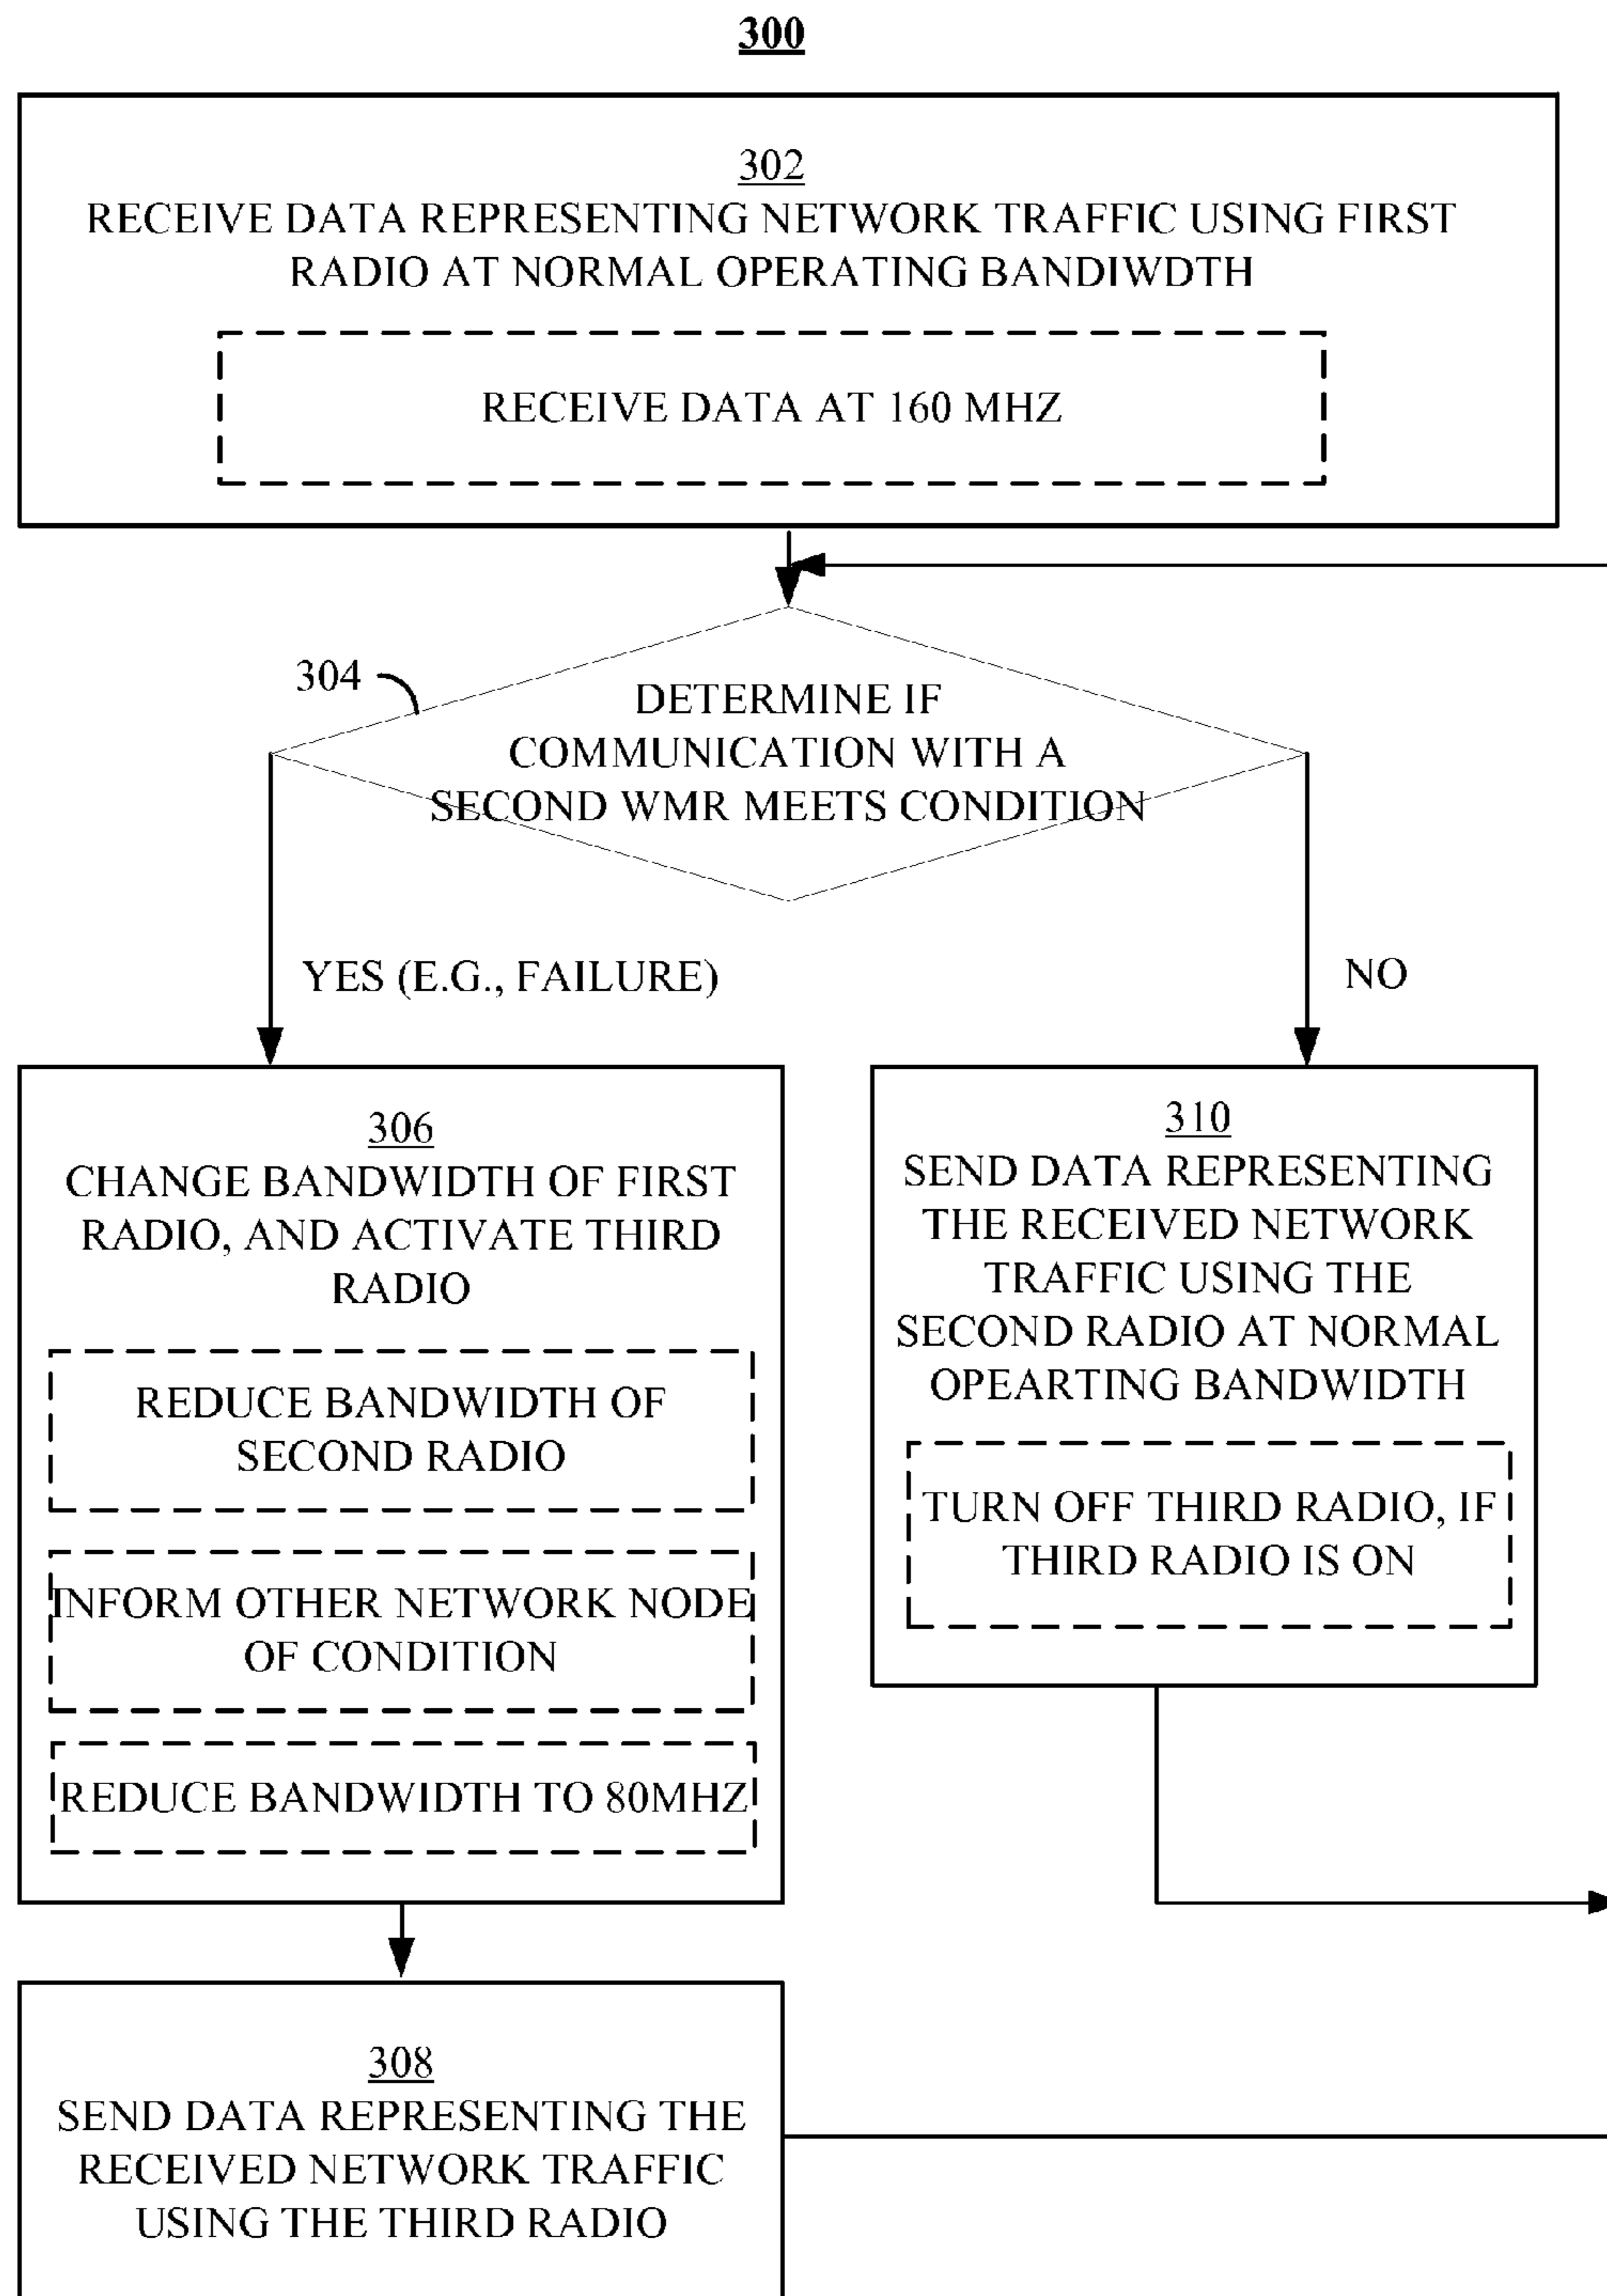 300
302
RECEIVE DATA REPRESENTING NETWORK TRAFFIC USING FIRST
RADIO AT NORMAL OPERATING BANDIWDTH
RECEIVE DATA AT 160 MHZ
304
DETERMINE IF
COMMUNICATION WITH A
SECOND WMR MEETS CONDITION
YES (E.G., FAILURE)
NO
306
CHANGE BANDWIDTH OF FIRST
RADIO, AND ACTIVATE THIRD
RADIO
REDUCE BANDWIDTH OF
SECOND RADIO
INFORM OTHER NETWORK NODE
OF CONDITION
REDUCE BANDWIDTH TO 80MHZ
310
SEND DATA REPRESENTING
THE RECEIVED NETWORK
TRAFFIC USING THE
SECOND RADIO AT NORMAL
OPEARTING BANDWIDTH
TURN OFF THIRD RADIO, IF
THIRD RADIO IS ON
308
SEND DATA REPRESENTING THE
RECEIVED NETWORK TRAFFIC
USING THE THIRD RADIO